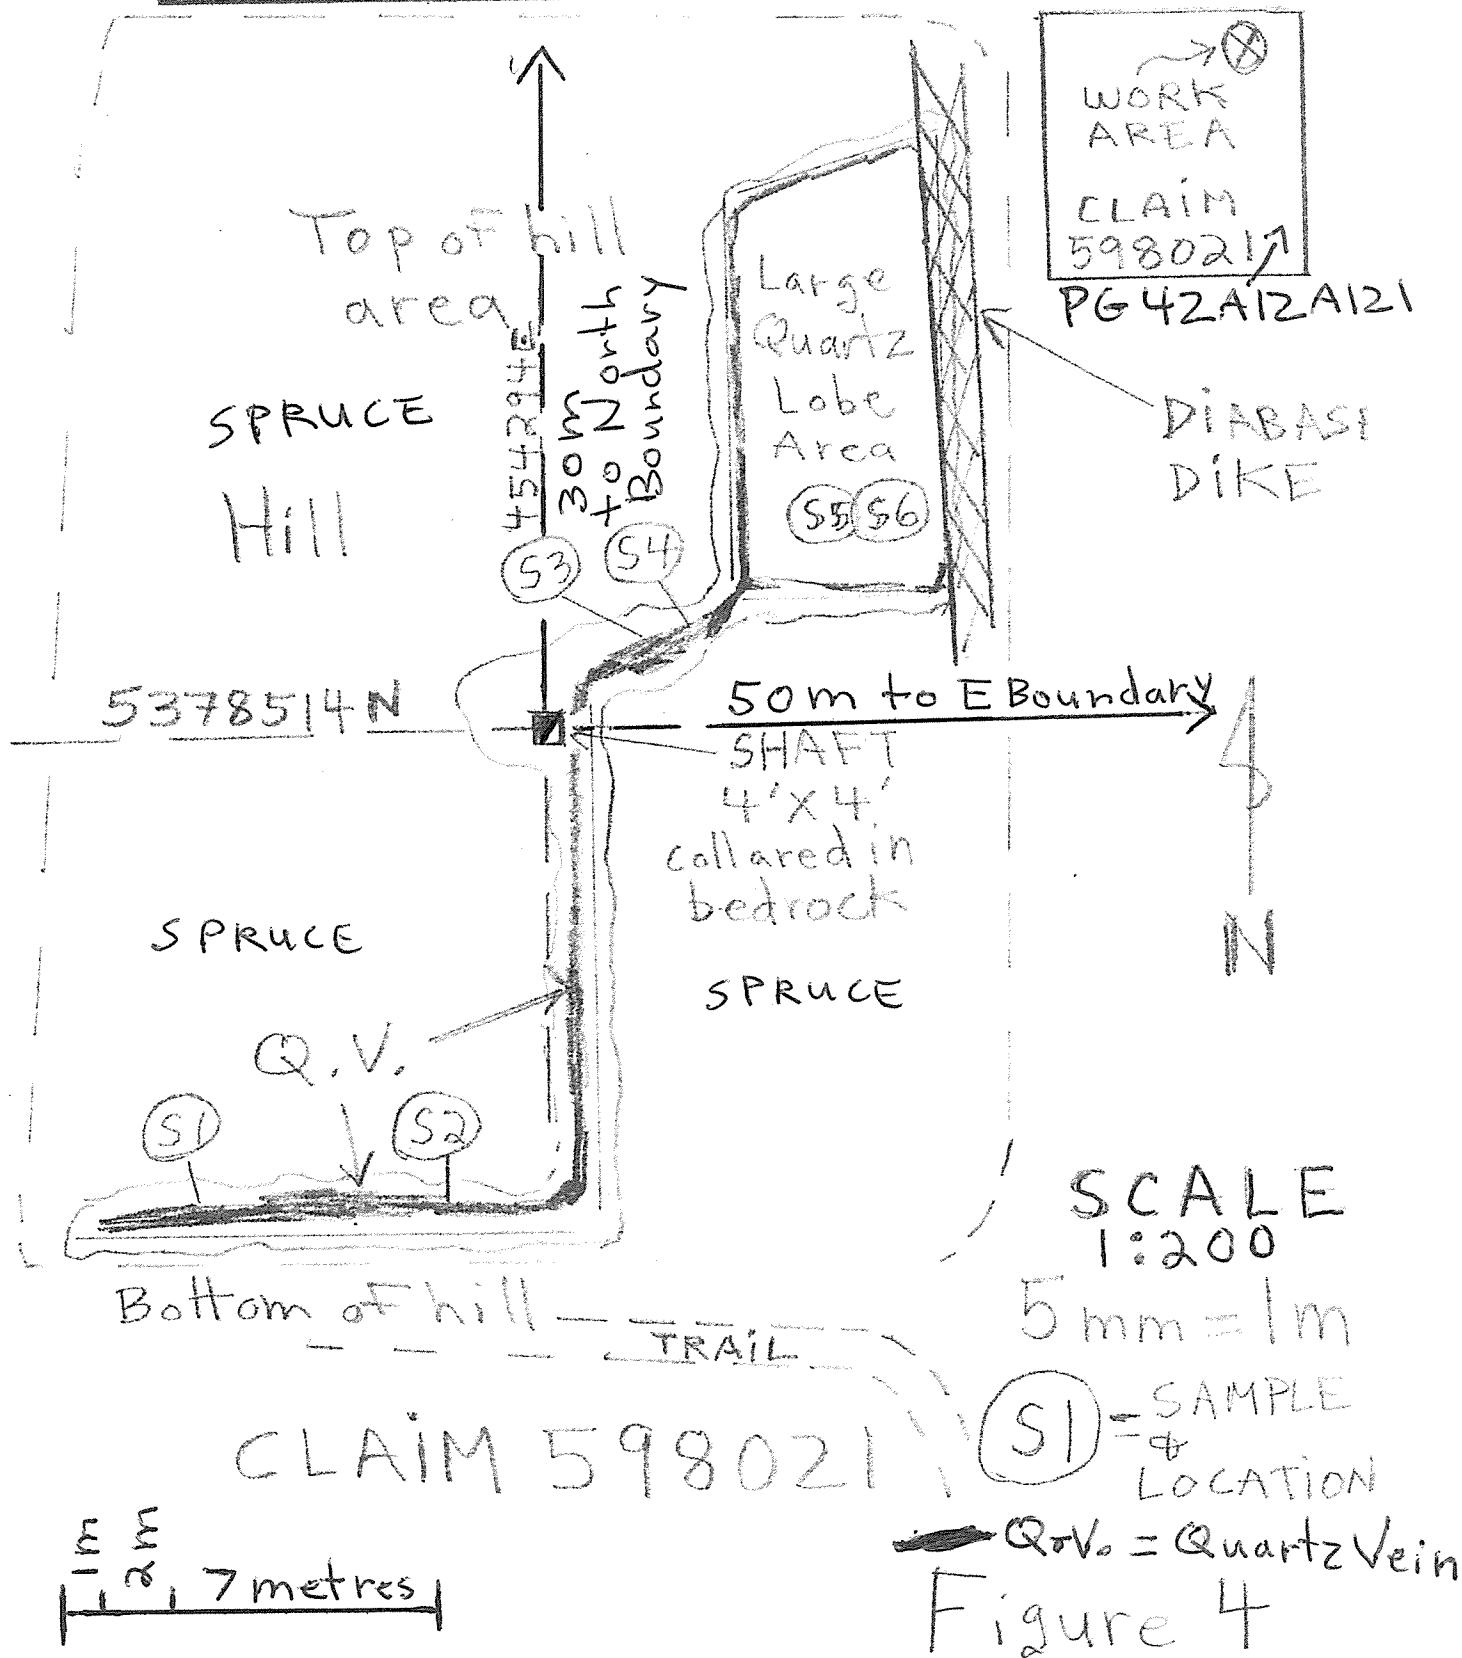 WORK
AREA
CLAIM
598021
PG42A12A121
Top of hill
area
454294E
30m
to North
Boundary
Large
Quartz
Lobe
Area
S5 S6
DIABASI
DIKE
SPRUCE
Hill
S3
S4
5378514N
50m to E Boundary
SHAFT
4'X4'
collared in
bedrock
N
SPRUCE
SPRUCE
Q.V.
S1
S2
SCALE
1:200
5mm=1m
Bottom of hill
TRAIL
CLAIM 598021
S1 = SAMPLE
&
LOCATION
Q.V. = Quartz Vein
1m
2m
7 metres
Figure 4